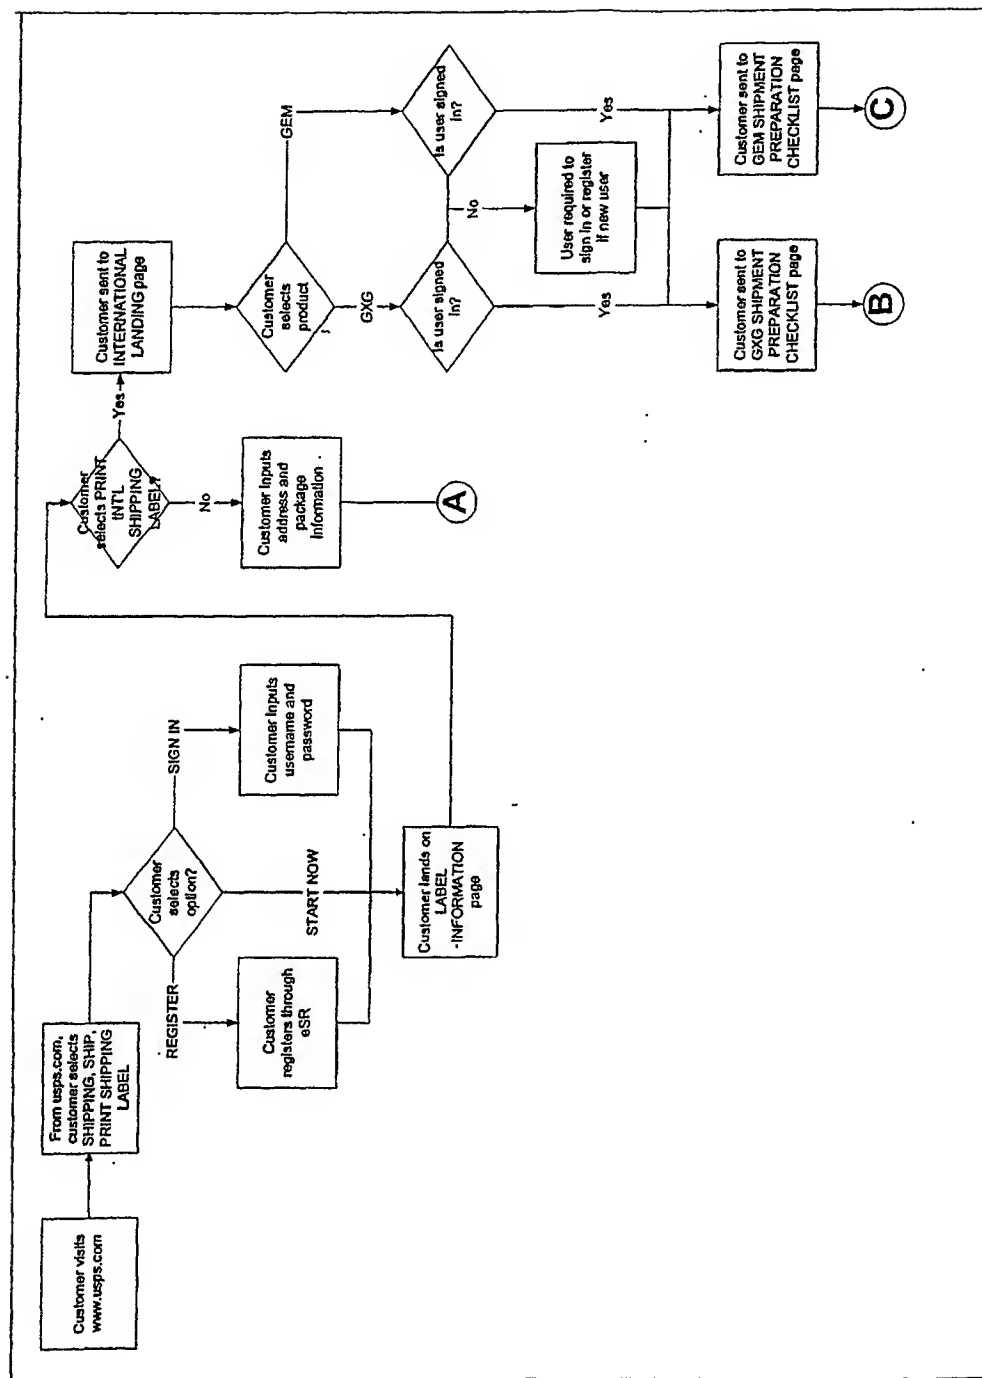 Customer visits
www.usps.com
From usps.com,
customer selects
SHIPPING, SHIP,
PRINT SHIPPING
LABEL
Customer
selects
option?
REGISTER
START NOW
SIGN IN
Customer
registers through
eSR
Customer Inputs
username and
password
Customer lands on
LABEL
-INFORMATION
page
Customer
selects PRINT
INT'L
SHIPPING
LABEL?
Yes
No
Customer Inputs
address and
package
Information
A
Customer sent to
INTERNATIONAL
LANDING page
Customer
selects
product
GXG
GEM
Is user signed
In?
Is user signed
In?
No
User required to
sign in or register
If new user
Yes
Yes
Customer sent to
GXG SHIPMENT
PREPARATION
CHECKLIST page
Customer sent to
GEM SHIPMENT
PREPARATION
CHECKLIST page
B
C